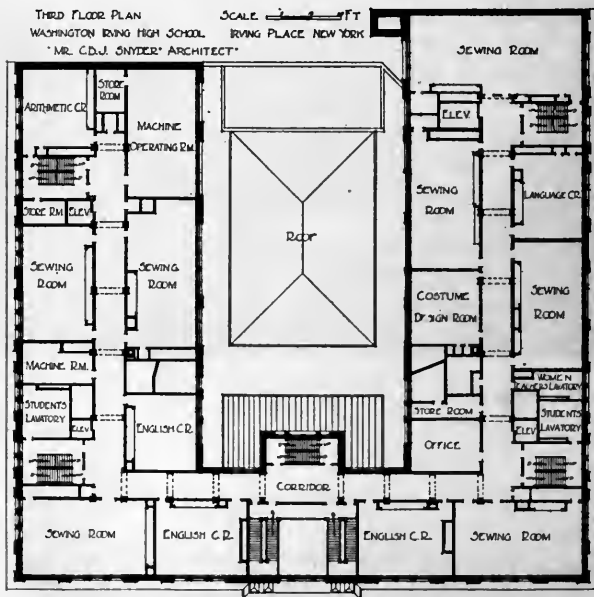 THIRD FLOOR PLAN SCALE FT
WASHINGTON IRVING HIGH SCHOOL IRVING PLACE NEW YORK
"MR. C.B.J. SNYDER" ARCHITECT"
ARITHMETIC C.R.
STORE
ROOM
MACHINE
OPERATING RM.
STORE RM.
ELEV
SEWING
ROOM
SEWING
ROOM
MACHINE R.M.
STUDENTS
LAVATORY
ELEV
ENGLISH C.R.
SEWING ROOM
ENGLISH C.R.
ROOF
CORRIDOR
SEWING ROOM
ELEV.
SEWING
ROOM
LANGUAGE C.R.
COSTUME
DESIGN ROOM
SEWING
ROOM
STORE ROOM
WOMEN
TEACHERS LAVATORY
STUDENTS
LAVATORY
ELEV
OFFICE
ENGLISH C.R.
SEWING ROOM